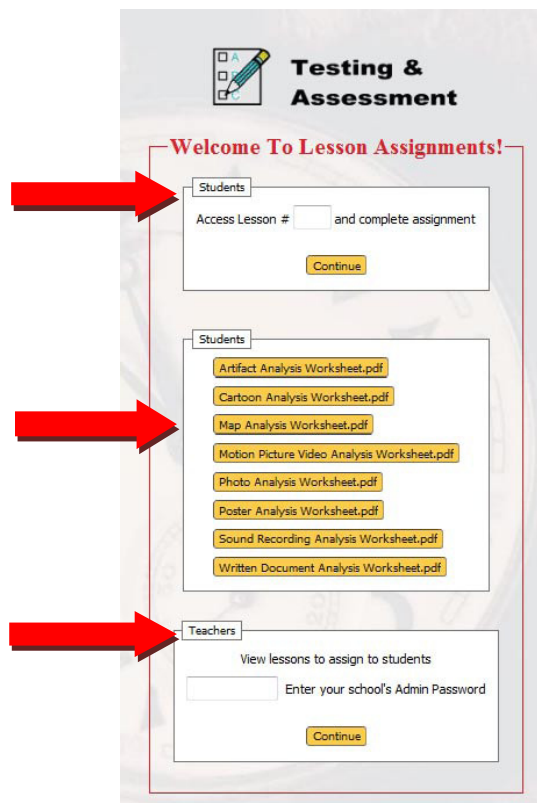 A
B
C
Testing &
Assessment
Welcome To Lesson Assignments!
Students
Access Lesson # and complete assignment
Continue
Students
Artifact Analysis Worksheet.pdf
Cartoon Analysis Worksheet.pdf
Map Analysis Worksheet.pdf
Motion Picture Video Analysis Worksheet.pdf
Photo Analysis Worksheet.pdf
Poster Analysis Worksheet.pdf
Sound Recording Analysis Worksheet.pdf
Written Document Analysis Worksheet.pdf
Teachers
View lessons to assign to students
Enter your school's Admin Password
Continue